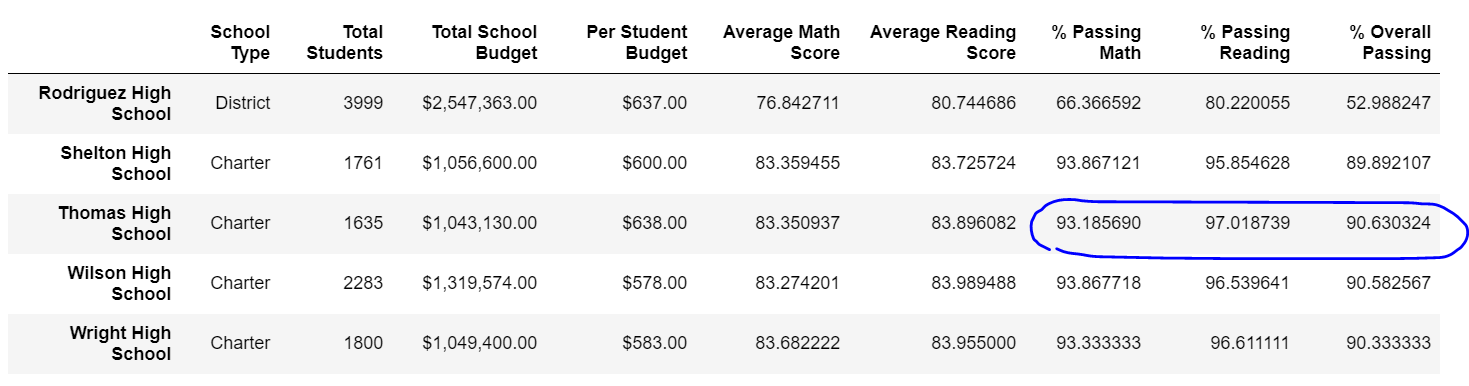 School Type Total Students Total School Budget Per Student Budget Average Math Score Average Reading Score % Passing Math % Passing Reading % Overall Passing
Rodriguez High School District 3999 $2,547,363.00 $637.00 76.842711 80.744686 66.366592 80.220055 52.988247
Shelton High School Charter 1761 $1,056,600.00 $600.00 83.359455 83.725724 93.867121 95.854628 89.892107
Thomas High School Charter 1635 $1,043,130.00 $638.00 83.350937 83.896082 93.185690 97.018739 90.630324
Wilson High School Charter 2283 $1,319,574.00 $578.00 83.274201 83.989488 93.867718 96.539641 90.582567
Wright High School Charter 1800 $1,049,400.00 $583.00 83.682222 83.955000 93.333333 96.611111 90.333333